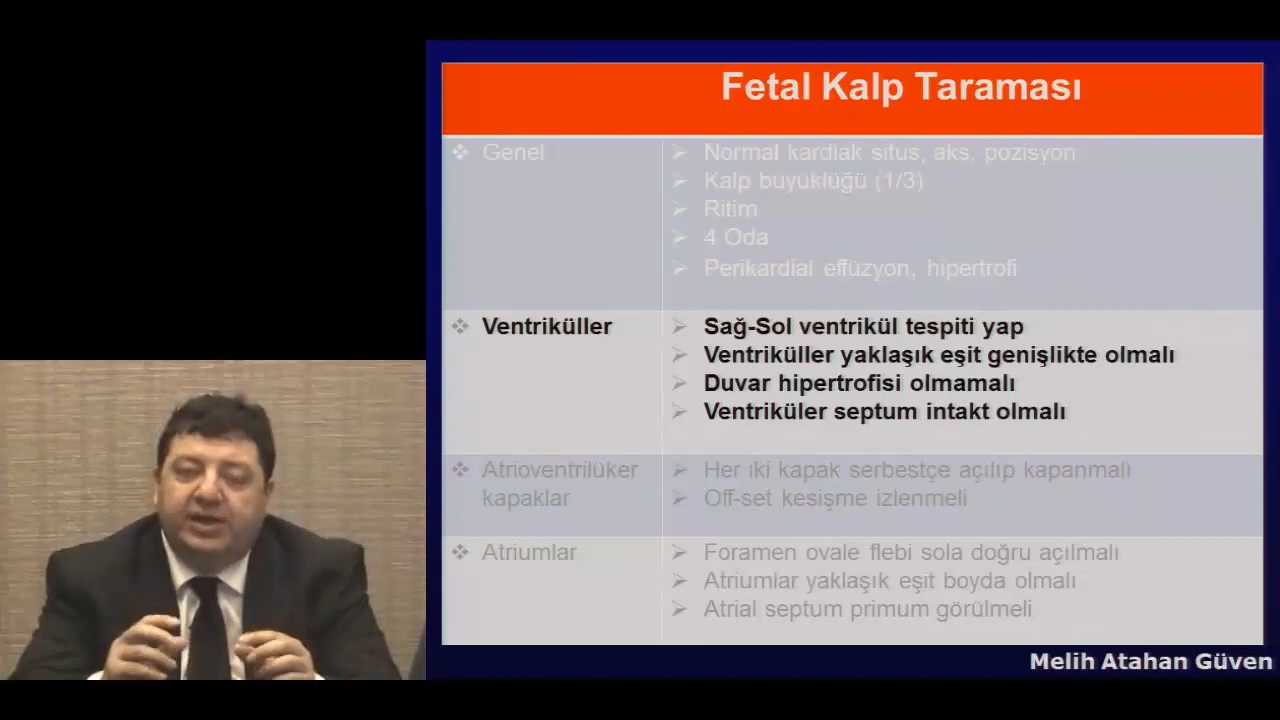 Fetal Kalp Taraması
❖ Genel
➢ Normal kardiak situs, aks, pozisyon
➢ Kalp büyüklüğü (1/3)
➢ Ritim
➢ 4 Oda
➢ Perikardial effüzyon, hipertrofi
❖ Ventriküller
➢ Sağ-Sol ventrikül tespiti yap
➢ Ventriküller yaklaşık eşit genişlikte olmalı
➢ Duvar hipertrofisi olmamalı
➢ Ventriküler septum intakt olmalı
❖ Atrioventrilüker
kapaklar
➢ Her iki kapak serbestçe açılıp kapanmalı
➢ Off-set kesişme izlenmeli
❖ Atriumlar
➢ Foramen ovale flebi sola doğru açılmalı
➢ Atriumlar yaklaşık eşit boyda olmalı
➢ Atrial septum primum görülmeli
Melih Atahan Güven